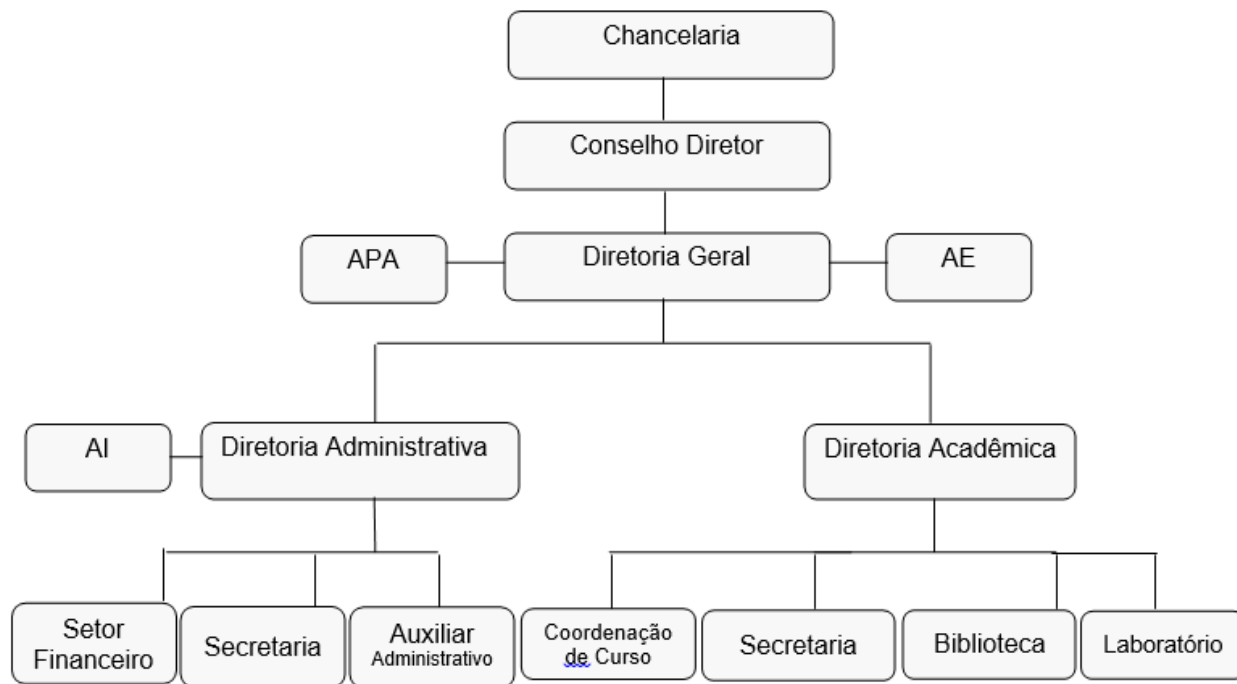 Chancelaria
Conselho Diretor
APA
Diretoria Geral
AE
AI
Diretoria Administrativa
Diretoria Acadêmica
Setor
Financeiro
Secretaria
Auxiliar
Administrativo
Coordenação
de Curso
Secretaria
Biblioteca
Laboratório